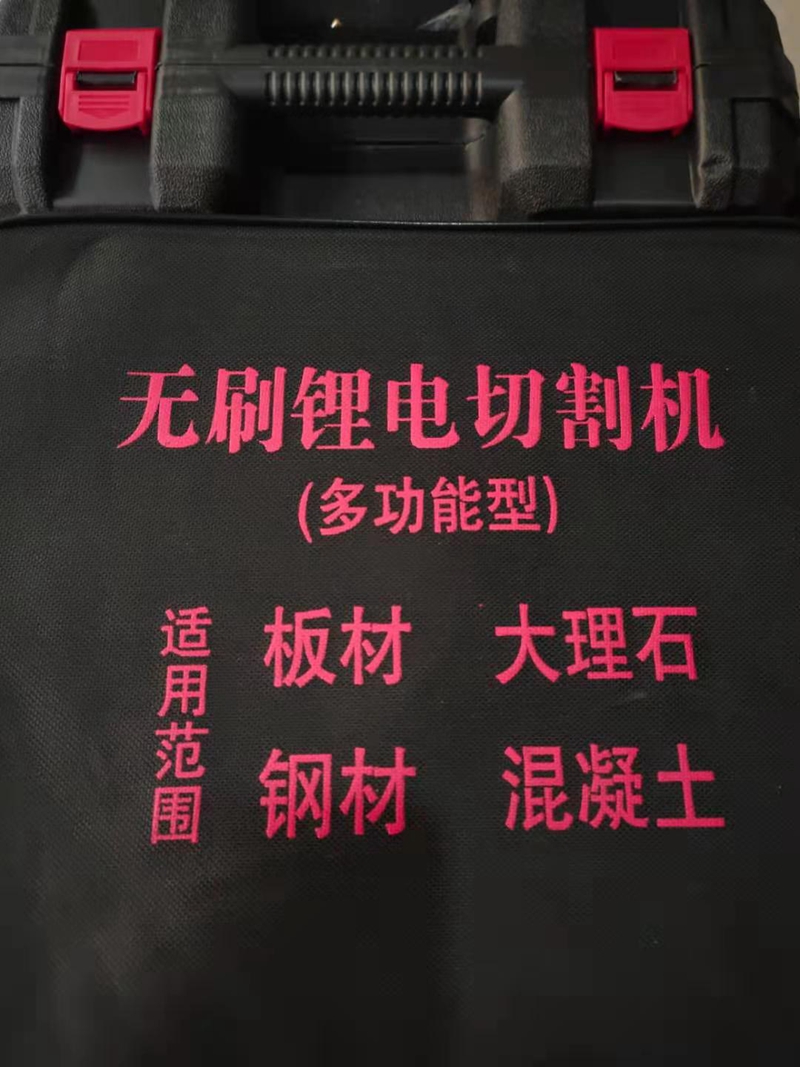 无刷锂电切割机
(多功能型)
适用范围
板材 大理石
钢材 混凝土